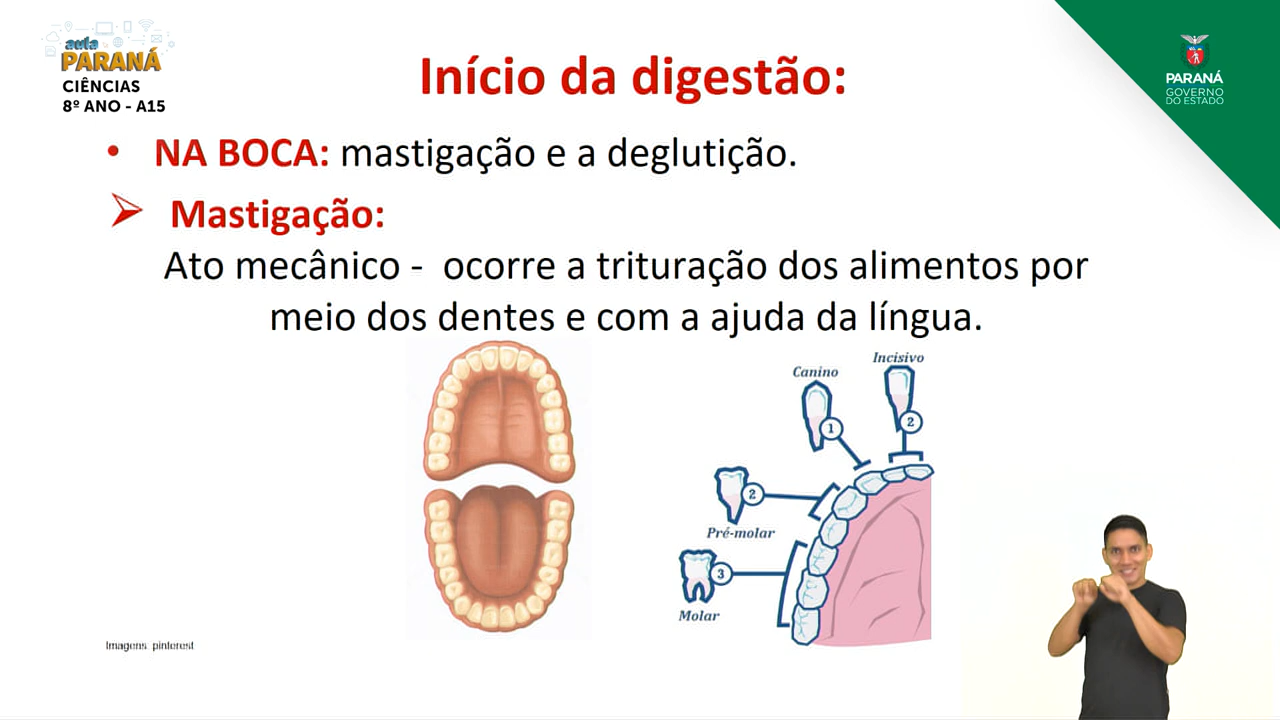 aula
PARANÁ
CIÊNCIAS
8º ANO - A15
PARANÁ
GOVERNO
DO ESTADO
Início da digestão:
• NA BOCA: mastigação e a deglutição.
➢ Mastigação:
Ato mecânico - ocorre a trituração dos alimentos por
meio dos dentes e com a ajuda da língua.
Incisivo
Canino
1
2
2
Pré-molar
3
Molar
Imagens pinterest